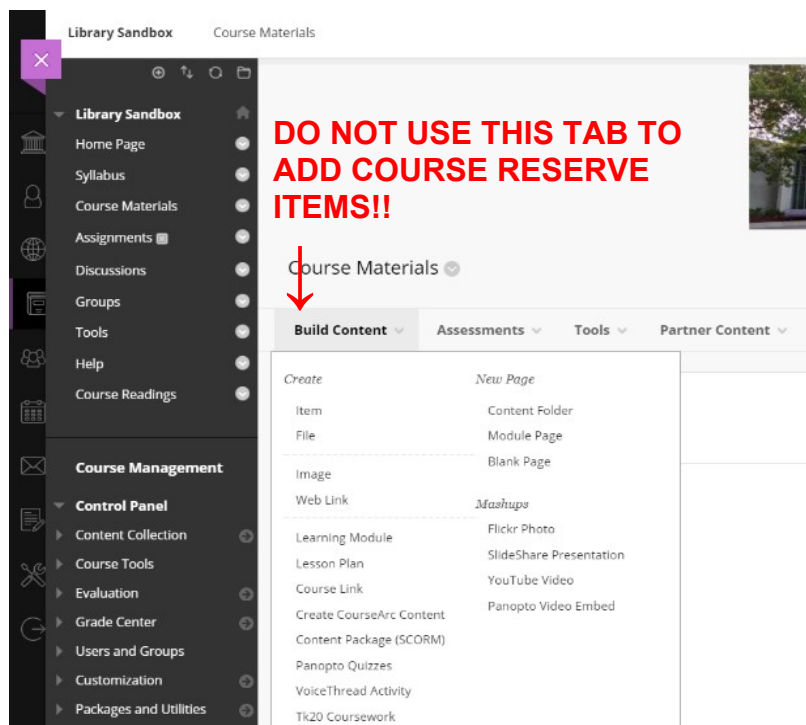 Library Sandbox
Course Materials
Library Sandbox
Home Page
Syllabus
Course Materials
Assignments
Discussions
Groups
Tools
Help
Course Readings
Course Management
Control Panel
Content Collection
Course Tools
Evaluation
Grade Center
Users and Groups
Customization
Packages and Utilities
DO NOT USE THIS TAB TO
ADD COURSE RESERVE
ITEMS!!
Course Materials
Build Content
Assessments
Tools
Partner Content
Create
Item
File
Image
Web Link
Learning Module
Lesson Plan
Course Link
Create CourseArc Content
Content Package (SCORM)
Panopto Quizzes
VoiceThread Activity
Tk20 Coursework
New Page
Content Folder
Module Page
Blank Page
Mashups
Flickr Photo
SlideShare Presentation
YouTube Video
Panopto Video Embed